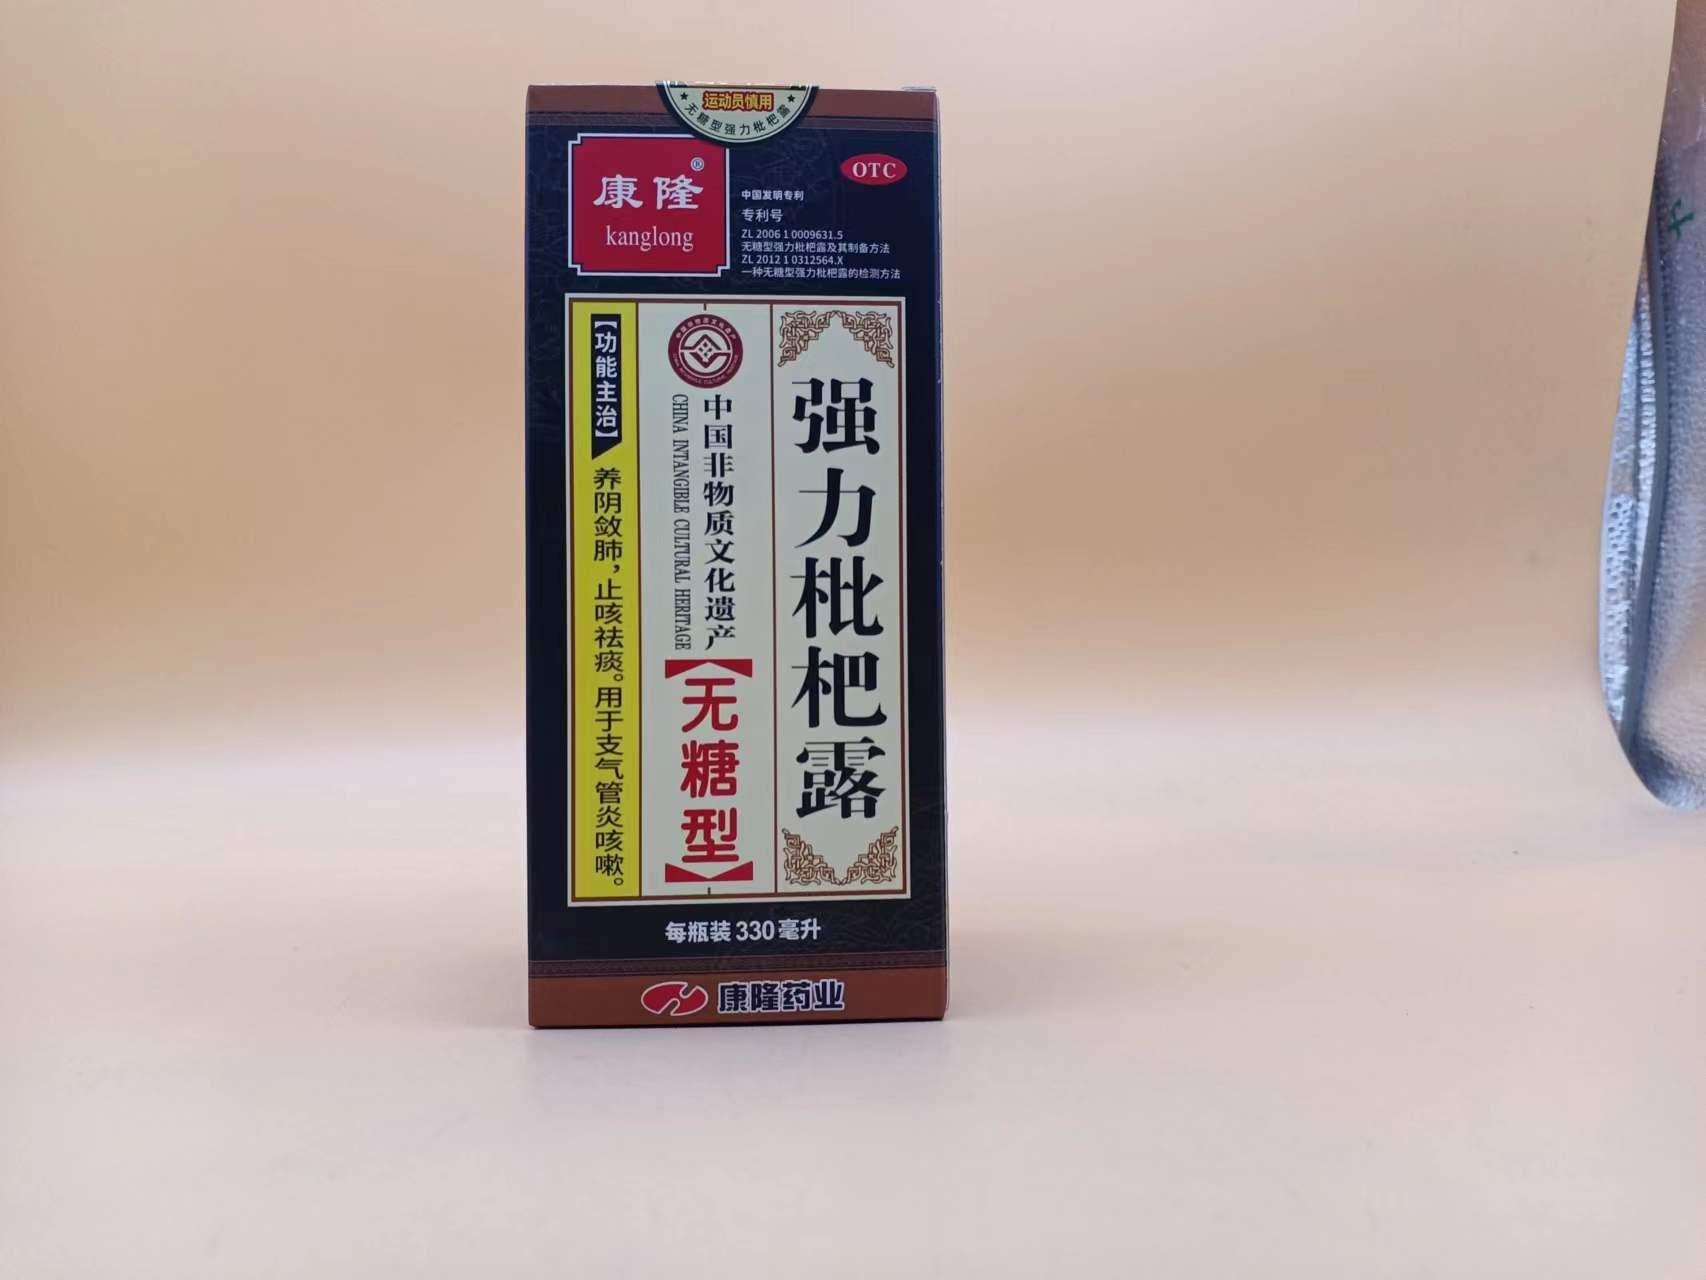 运动员慎用
无糖型强力枇杷露
康隆®
kanglong
OTC
中国发明专利
专利号
ZL 2006 1 0009631.5
无糖型强力枇杷露及其制备方法
ZL 2012 1 0312564.X
一种无糖型强力枇杷露的检测方法
强力枇杷露
中国非物质文化遗产
CHINA INTANGIBLE CULTURAL HERITAGE
【无糖型】
【功能主治】
养阴敛肺，止咳祛痰。用于支气管炎咳嗽。
每瓶装330毫升
康隆药业